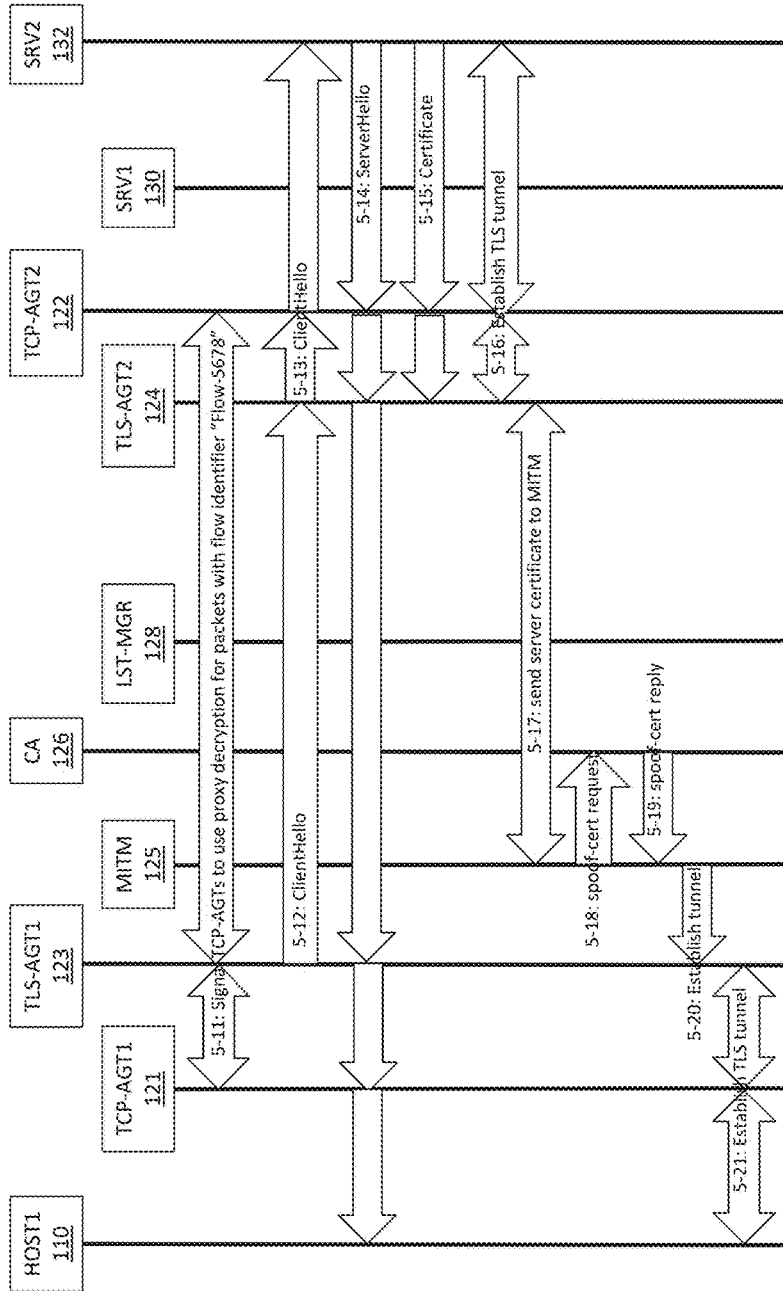 HOST1
110
TCP-AGT1
121
TLS-AGT1
123
MITM
125
CA
126
LST-MGR
128
TLS-AGT2
124
TCP-AGT2
122
SRV1
130
SRV2
132
5-11: Signal TCP-AGTs to use proxy decryption for packets with flow identifier "Flow-5678"
5-12: ClientHello
5-13: ClientHello
5-14: ServerHello
5-15: Certificate
5-16: Establish TLS tunnel
5-17: send server certificate to MITM
5-18: spoof-cert request
5-19: spoof-cert reply
5-20: Establish tunnel
5-21: Establish TLS tunnel